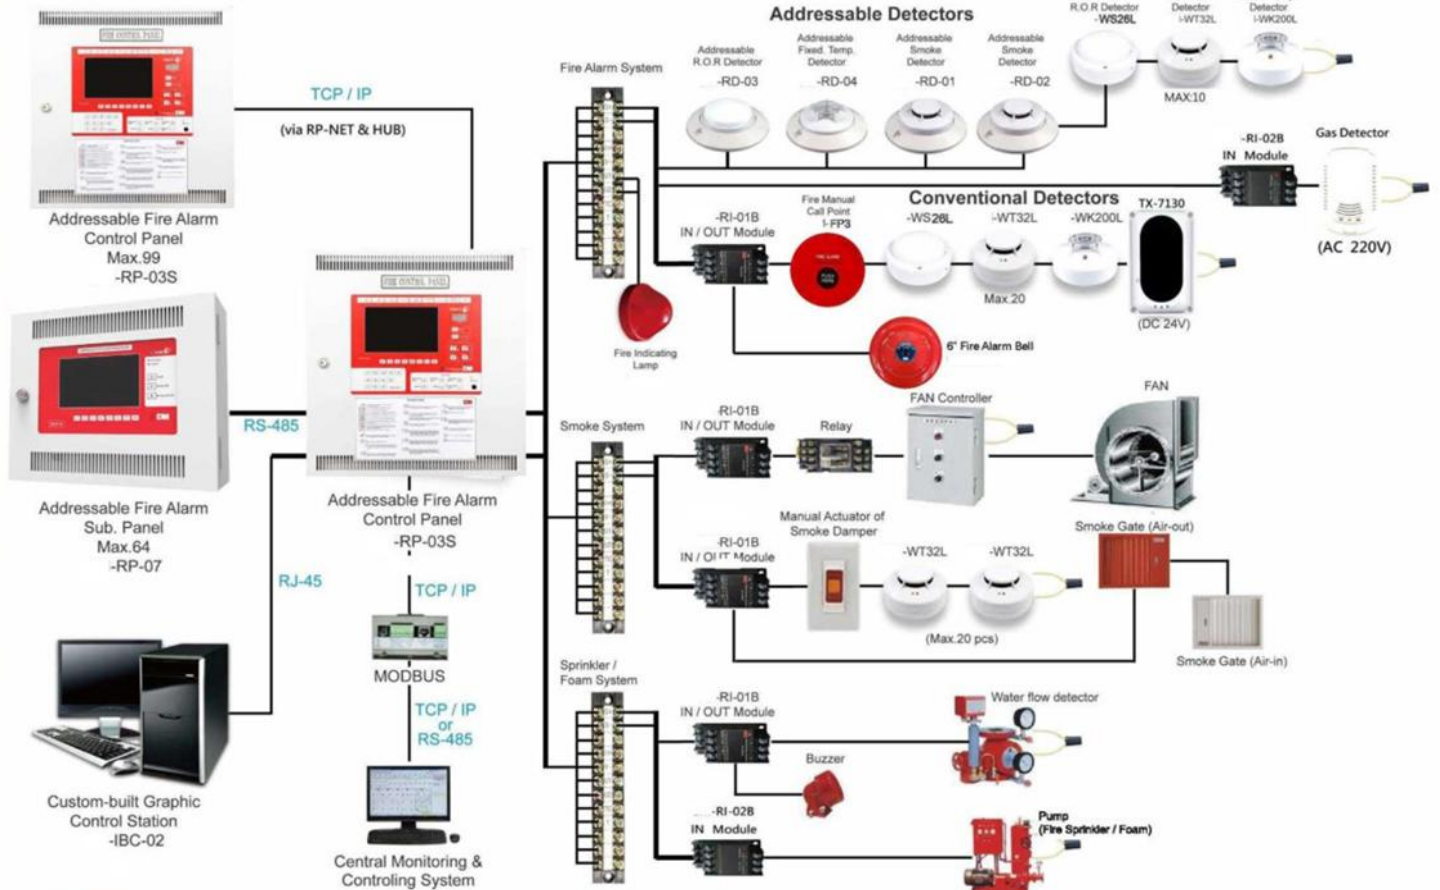 Addressable Detectors
R.O.R Detector
-WS26L
Detector
i-WT32L
Detector
i-WK200L
MAX:10
Fire Alarm System
Addressable
R.O.R Detector
-RD-03
Addressable
Fixed. Temp.
Detector
-RD-04
Addressable
Smoke
Detector
-RD-01
Addressable
Smoke
Detector
-RD-02
TCP / IP
(via RP-NET & HUB)
FIRE CONTROL PANEL
Addressable Fire Alarm
Control Panel
Max.99
-RP-03S
-RI-02B
IN Module
Gas Detector
(AC 220V)
Conventional Detectors
-RI-01B
IN / OUT Module
Fire Manual
Call Point
-FP3
-WS26L
i-WT32L
Max.20
-WK200L
TX-7130
(DC 24V)
Fire Indicating
Lamp
6" Fire Alarm Bell
FIRE CONTROL PANEL
Addressable Fire Alarm
Control Panel
-RP-03S
RS-485
Addressable Fire Alarm
Sub. Panel
Max.64
-RP-07
RJ-45
Smoke System
-RI-01B
IN / OUT Module
Relay
FAN Controller
FAN
-RI-01B
IN / OUT Module
Manual Actuator of
Smoke Damper
-WT32L
-WT32L
(Max.20 pcs)
Smoke Gate (Air-out)
Smoke Gate (Air-in)
TCP / IP
MODBUS
TCP / IP
or
RS-485
Central Monitoring &
Controling System
Custom-built Graphic
Control Station
-IBC-02
Sprinkler /
Foam System
-RI-01B
IN / OUT Module
Buzzer
Water flow detector
-RI-02B
IN Module
Pump
(Fire Sprinkler / Foam)